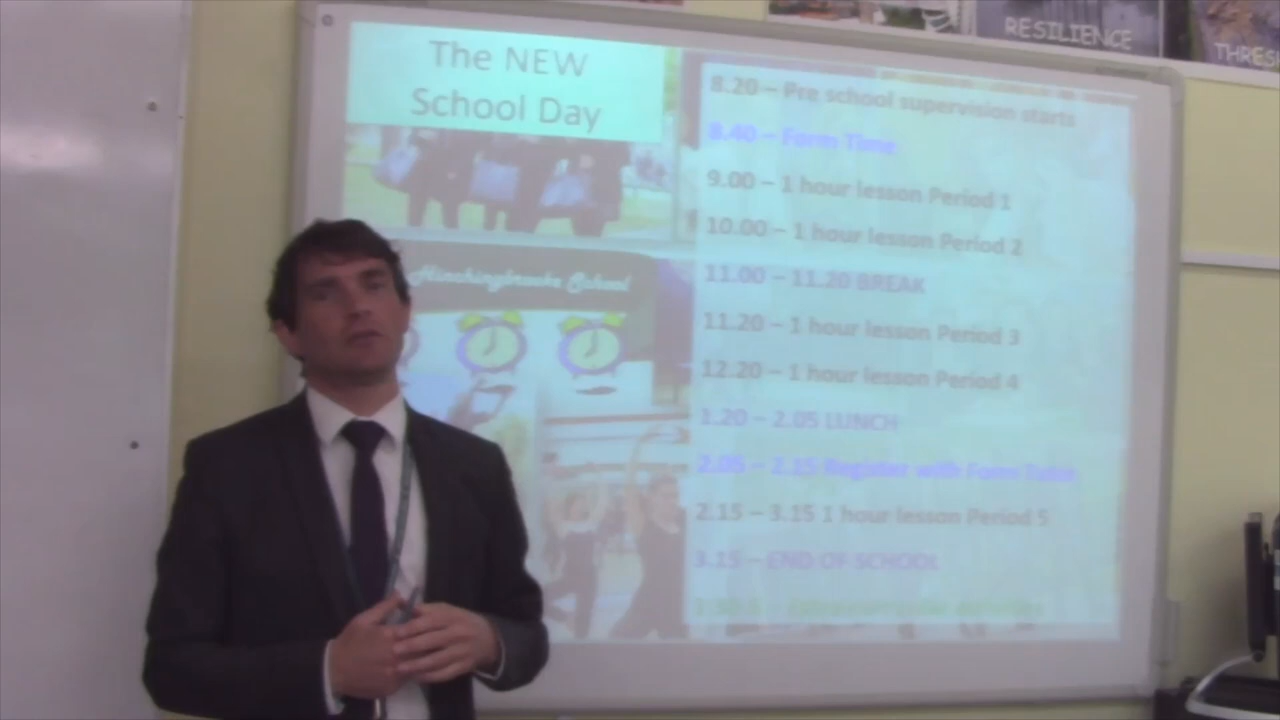 RESILIENCE
THRES
The NEW
School Day
Hinchingbrooke School
8.20 – Pre school supervision starts
8.40 – Form Time
9.00 – 1 hour lesson Period 1
10.00 – 1 hour lesson Period 2
11.00 – 11.20 BREAK
11.20 – 1 hour lesson Period 3
12.20 – 1 hour lesson Period 4
1.20 – 2.05 LUNCH
2.05 – 2.15 Register with Form Tutor
2.15 – 3.15 1 hour lesson Period 5
3.15 – END OF SCHOOL